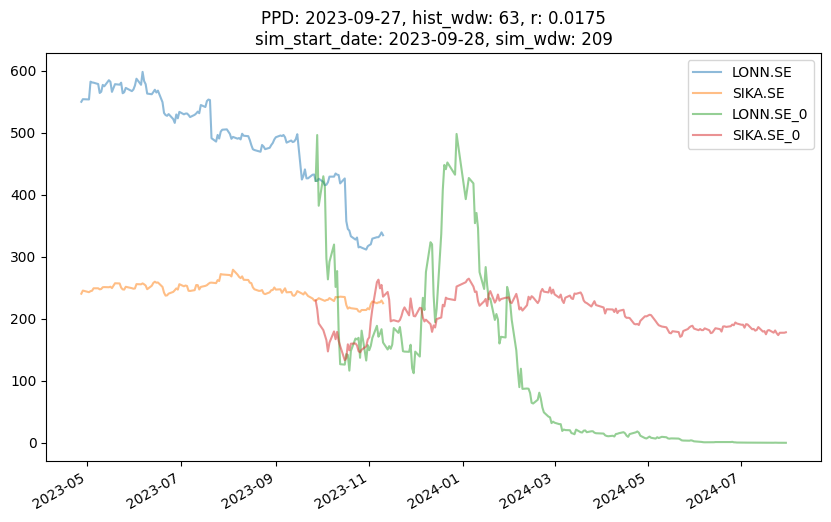 PPD: 2023-09-27, hist_wdw: 63, r: 0.0175
sim_start_date: 2023-09-28, sim_wdw: 209
LONN.SE
SIKA.SE
LONN.SE_0
SIKA.SE_0
600
500
400
300
200
100
0
2023-05
2023-07
2023-09
2023-11
2024-01
2024-03
2024-05
2024-07